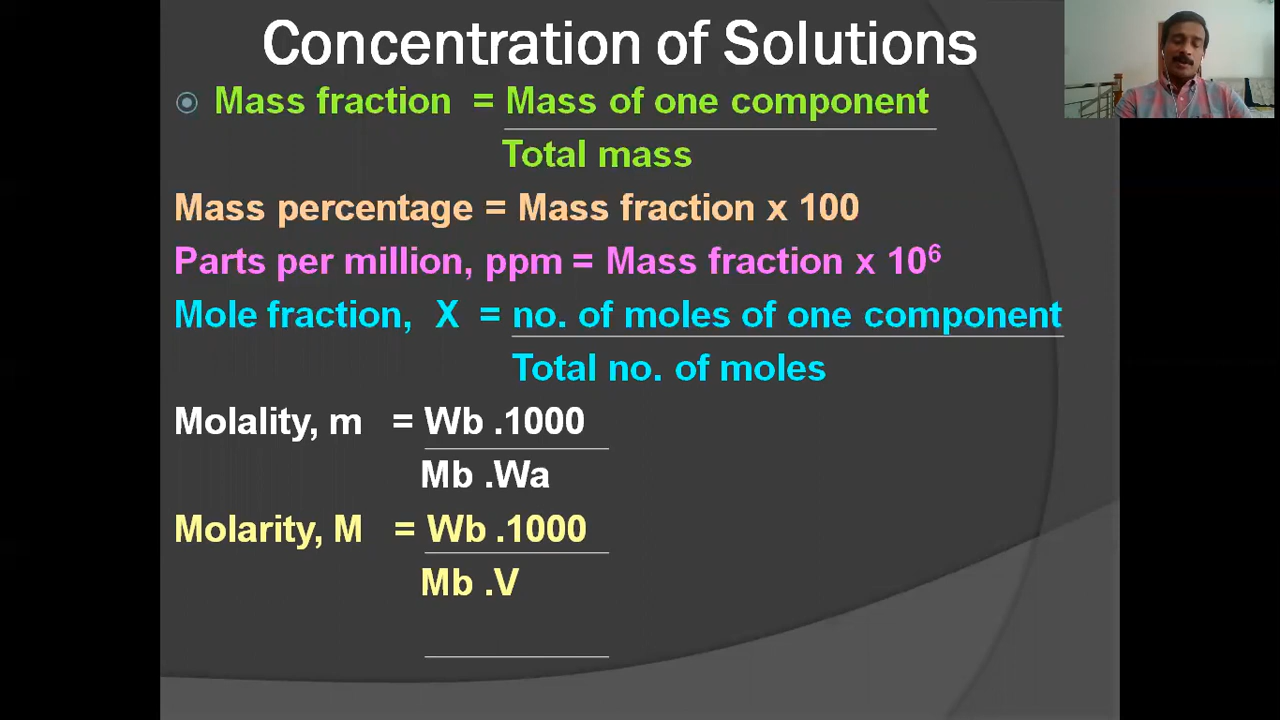 Concentration of Solutions
Mass fraction = Mass of one component
Total mass
Mass percentage = Mass fraction x 100
Parts per million, ppm = Mass fraction x 10⁶
Mole fraction, X = no. of moles of one component
Total no. of moles
Molality, m = Wb .1000
Mb .Wa
Molarity, M = Wb .1000
Mb .V